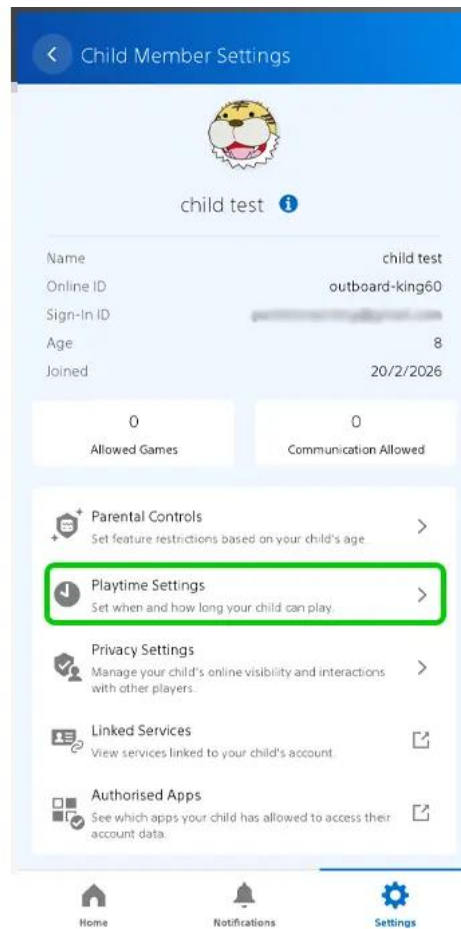 Child Member Settings
child test
Name child test
Online ID outboard-king60
Sign-In ID
Age 8
Joined 20/2/2026
0 0
Allowed Games Communication Allowed
Parental Controls
Set feature restrictions based on your child's age.
Playtime Settings
Set when and how long your child can play.
Privacy Settings
Manage your child's online visibility and interactions
with other players.
Linked Services
View services linked to your child's account.
Authorised Apps
See which apps your child has allowed to access their
account data.
Home Notifications Settings